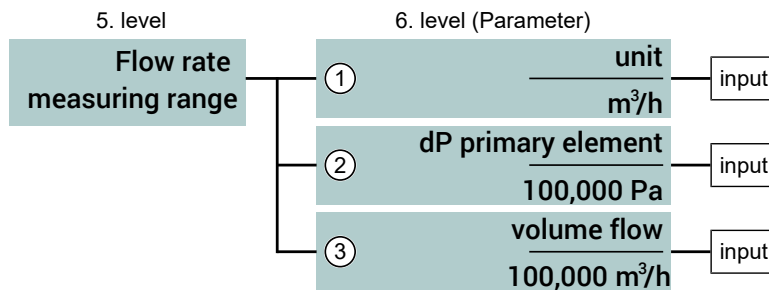 5. level
6. level (Parameter)
Flow rate
measuring range
1
unit
m³/h
input
2
dP primary element
100,000 Pa
input
3
volume flow
100,000 m³/h
input